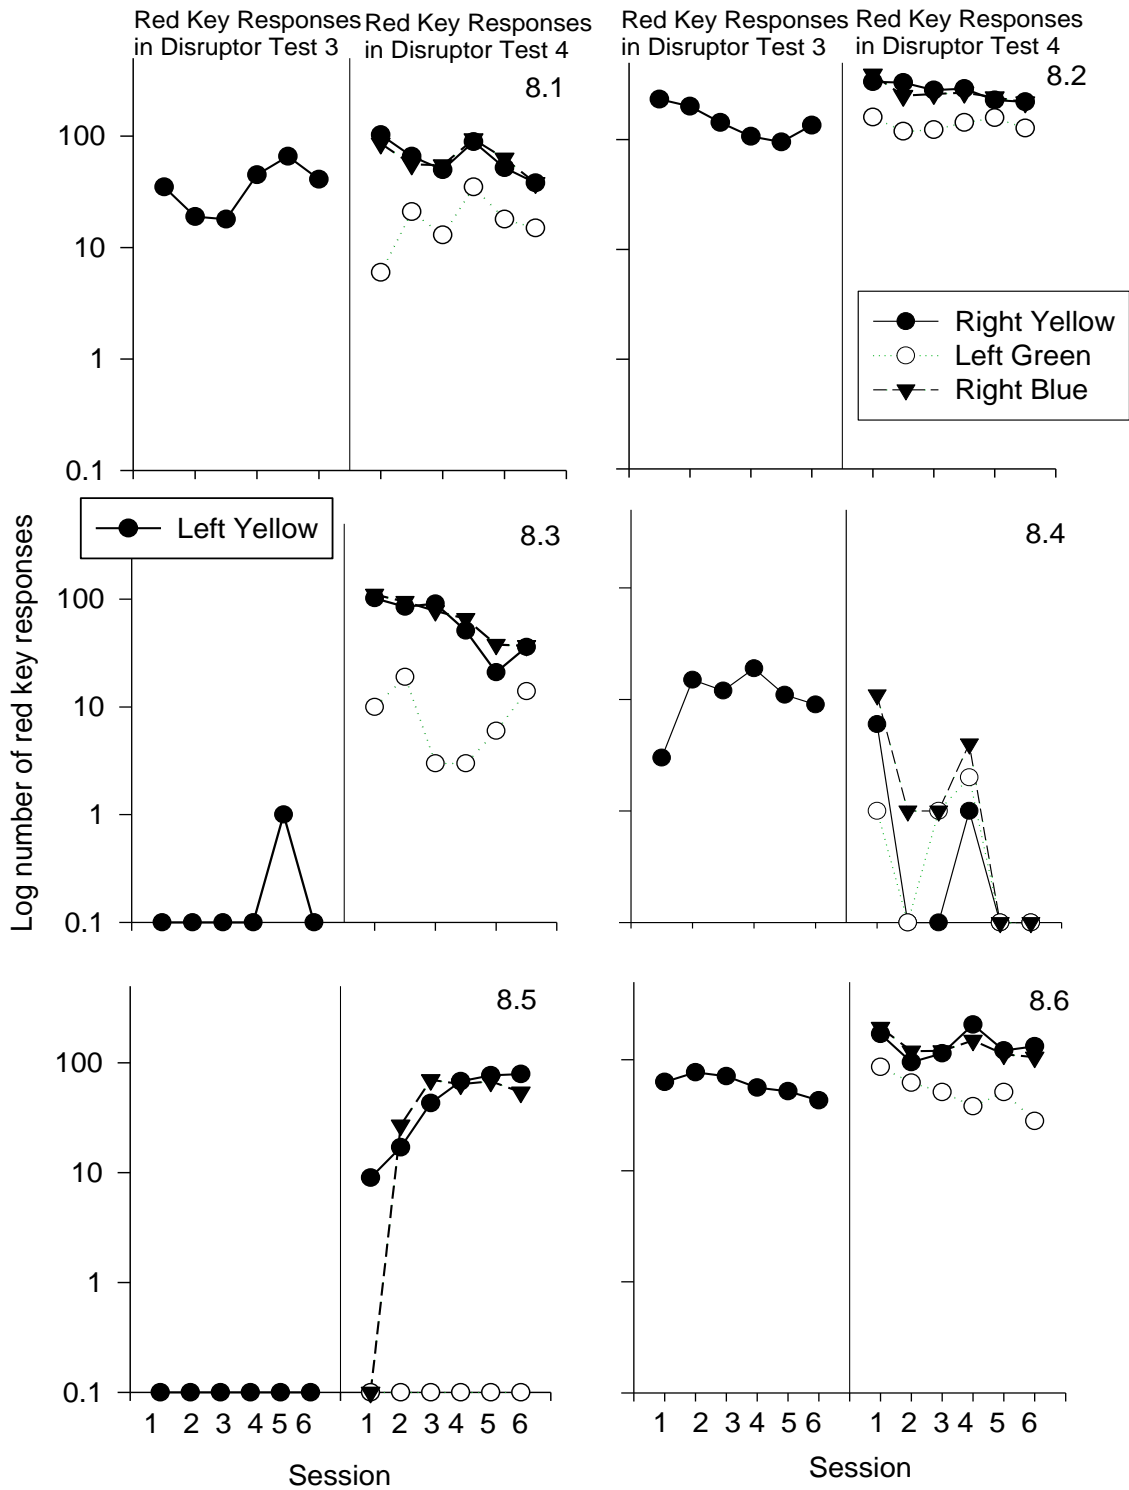 Red Key Responses
in Disruptor Test 3
Red Key Responses
in Disruptor Test 4
8.1
100
10
1
0.1
Red Key Responses
in Disruptor Test 3
Red Key Responses
in Disruptor Test 4
8.2
Right Yellow
Left Green
Right Blue
Log number of red key responses
Left Yellow
8.3
100
10
1
0.1
8.4
8.5
100
10
1
0.1
1 2 3 4 5 6 1 2 3 4 5 6
Session
8.6
1 2 3 4 5 6 1 2 3 4 5 6
Session